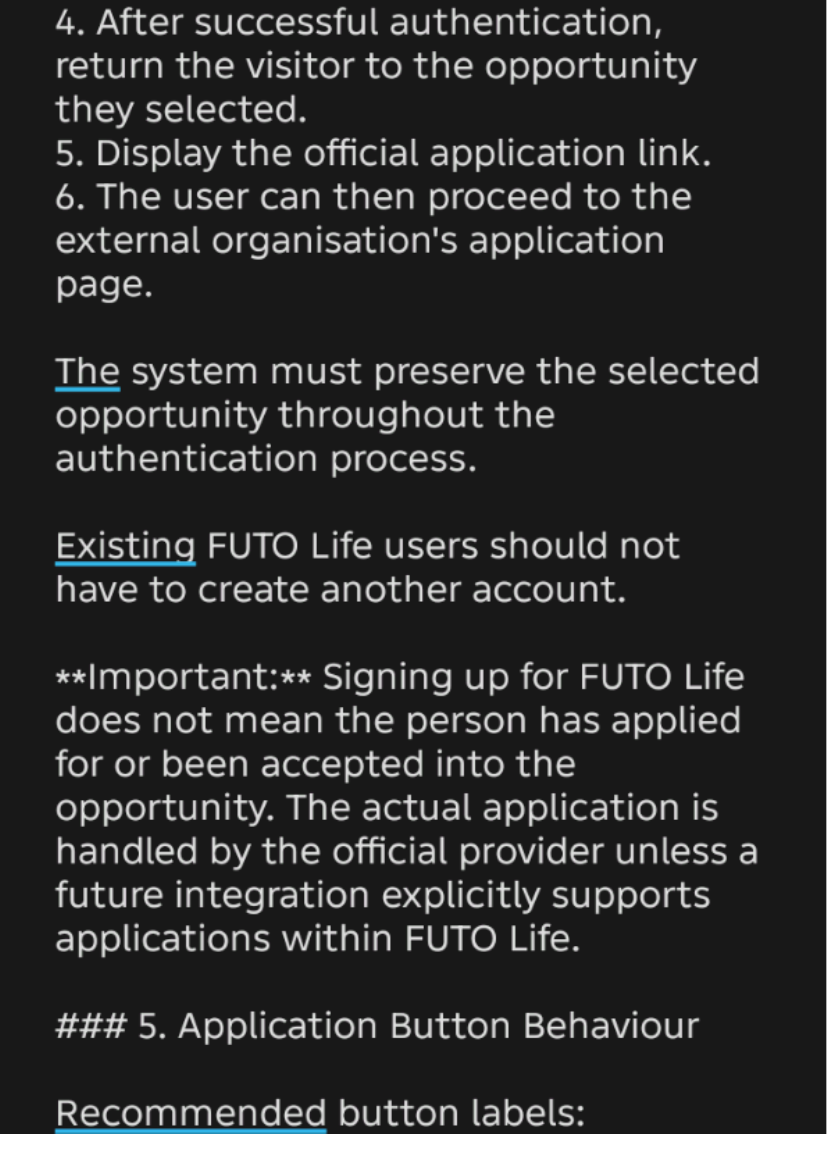 4. After successful authentication,
return the visitor to the opportunity
they selected.
5. Display the official application link.
6. The user can then proceed to the
external organisation's application
page.
The system must preserve the selected
opportunity throughout the
authentication process.
Existing FUTO Life users should not
have to create another account.
**Important:** Signing up for FUTO Life
does not mean the person has applied
for or been accepted into the
opportunity. The actual application is
handled by the official provider unless a
future integration explicitly supports
applications within FUTO Life.
### 5. Application Button Behaviour
Recommended button labels: